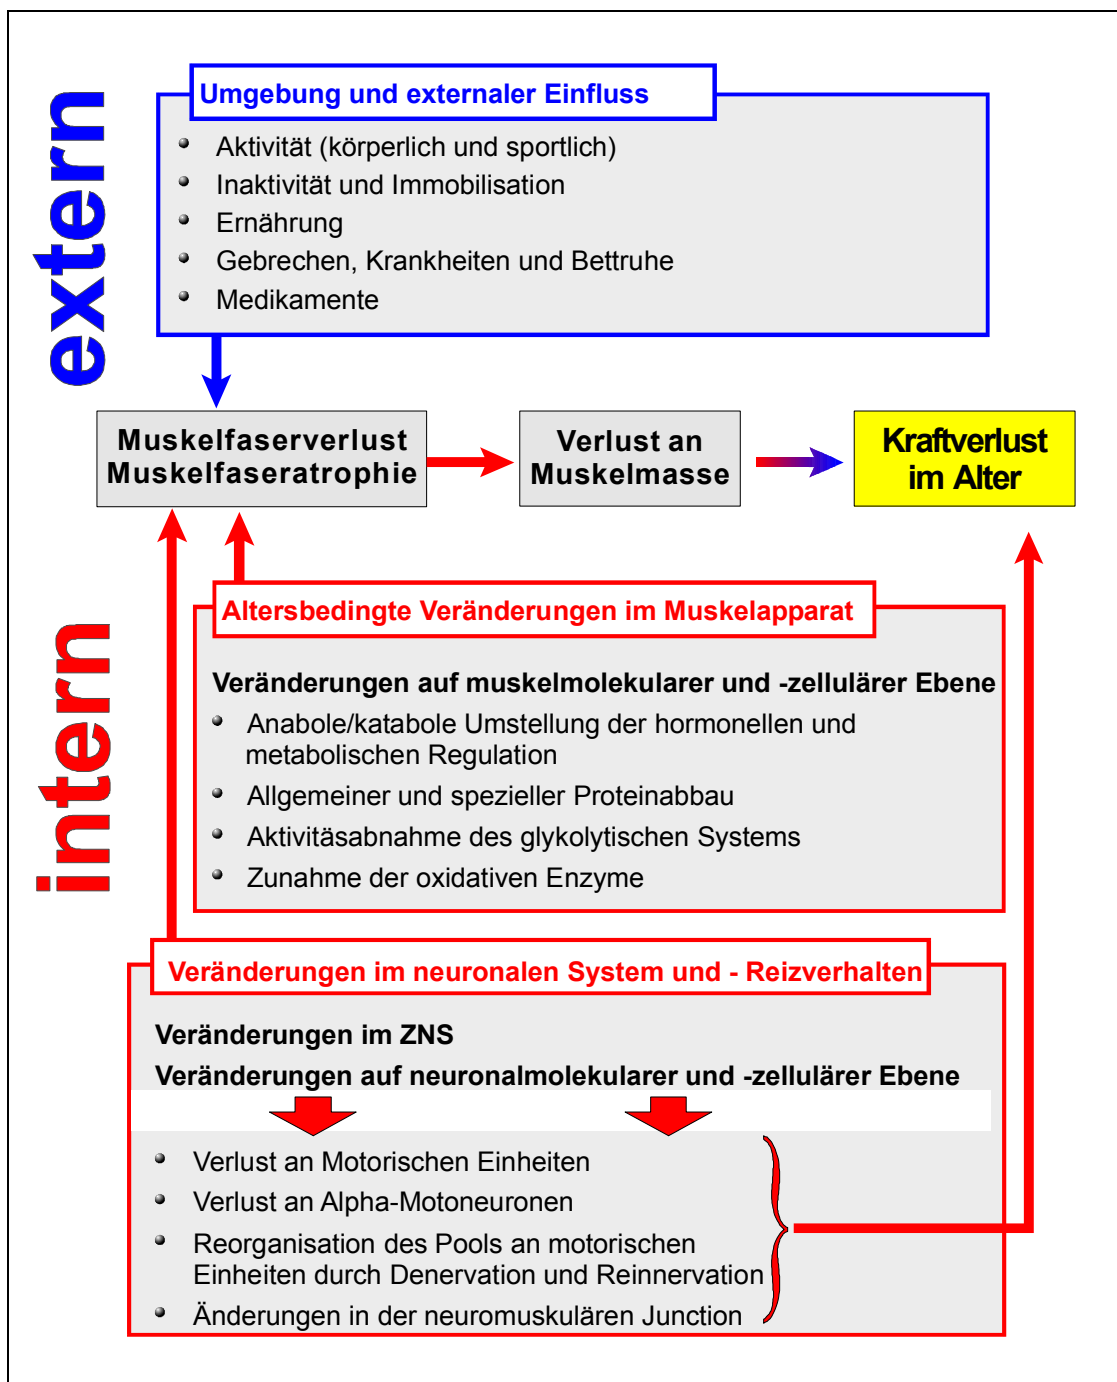 extern
Umgebung und externaler Einfluss
Aktivität (körperlich und sportlich)
Inaktivität und Immobilisation
Ernährung
Gebrechen, Krankheiten und Bettruhe
Medikamente
Muskelfaserverlust
Muskelfaseratrophie
Verlust an
Muskelmasse
Kraftverlust
im Alter
intern
Altersbedingte Veränderungen im Muskelapparat
Veränderungen auf muskelmolekularer und -zellulärer Ebene
Anabole/katabole Umstellung der hormonellen und
metabolischen Regulation
Allgemeiner und spezieller Proteinabbau
Aktivitäsabnahme des glykolytischen Systems
Zunahme der oxidativen Enzyme
Veränderungen im neuronalen System und - Reizverhalten
Veränderungen im ZNS
Veränderungen auf neuronalmolekularer und -zellulärer Ebene
Verlust an Motorischen Einheiten
Verlust an Alpha-Motoneuronen
Reorganisation des Pools an motorischen
Einheiten durch Denervation und Reinnervation
Änderungen in der neuromuskulären Junction